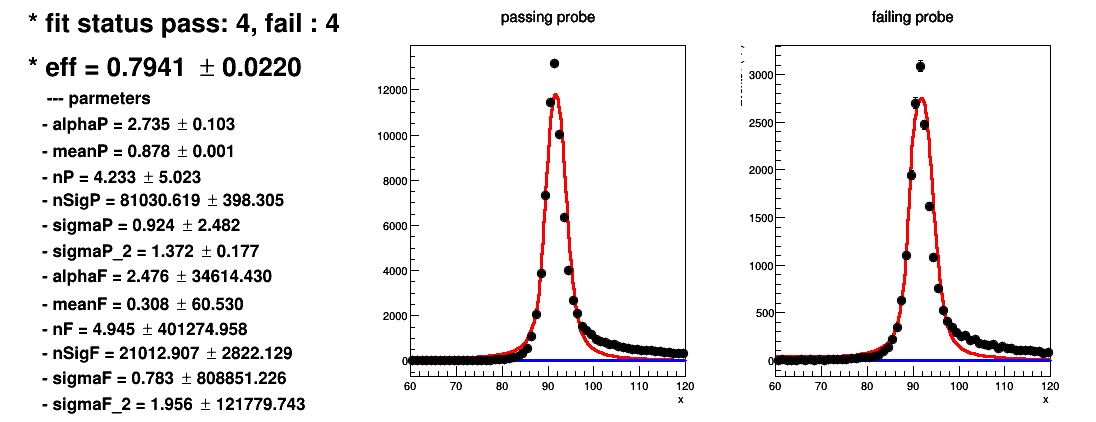 * fit status pass: 4, fail : 4
* eff = 0.7941 ± 0.0220
--- parmeters
- alphaP = 2.735 ± 0.103
- meanP = 0.878 ± 0.001
- nP = 4.233 ± 5.023
- nSigP = 81030.619 ± 398.305
- sigmaP = 0.924 ± 2.482
- sigmaP_2 = 1.372 ± 0.177
- alphaF = 2.476 ± 34614.430
- meanF = 0.308 ± 60.530
- nF = 4.945 ± 401274.958
- nSigF = 21012.907 ± 2822.129
- sigmaF = 0.783 ± 808851.226
- sigmaF_2 = 1.956 ± 121779.743
passing probe
12000
10000
8000
6000
4000
2000
0
60 70 80 90 100 110 120
x
failing probe
3000
2500
2000
1500
1000
500
0
60 70 80 90 100 110 120
x